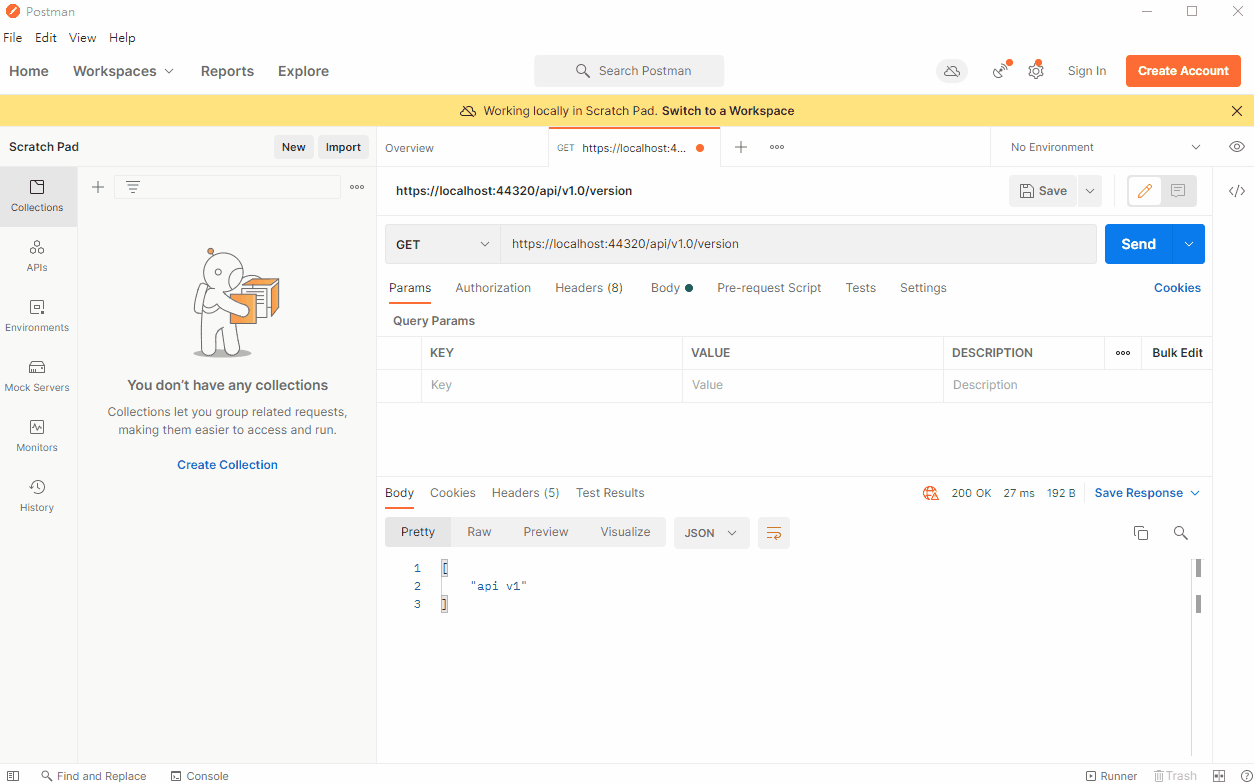 Postman
File Edit View Help
Home Workspaces Reports Explore Search Postman Sign In Create Account
Working locally in Scratch Pad. Switch to a Workspace
Scratch Pad New Import Overview GET https://localhost:4... No Environment
https://localhost:44320/api/v1.0/version Save
Collections
APIs
Environments
Mock Servers
Monitors
History
You don't have any collections
Collections let you group related requests,
making them easier to access and run.
Create Collection
GET https://localhost:44320/api/v1.0/version Send
Params Authorization Headers (8) Body Pre-request Script Tests Settings Cookies
Query Params
KEY VALUE DESCRIPTION Bulk Edit
Key Value Description
Body Cookies Headers (5) Test Results 200 OK 27 ms 192 B Save Response
Pretty Raw Preview Visualize JSON
1 [
2 "api v1"
3 ]
Find and Replace Console Runner Trash